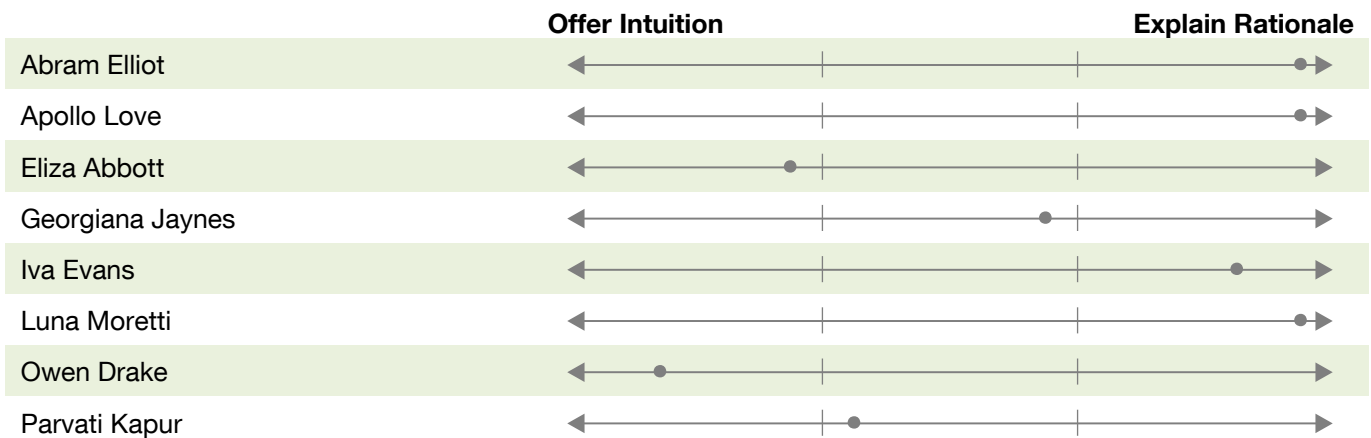 Offer Intuition Explain Rationale
Abram Elliot
Apollo Love
Eliza Abbott
Georgiana Jaynes
Iva Evans
Luna Moretti
Owen Drake
Parvati Kapur